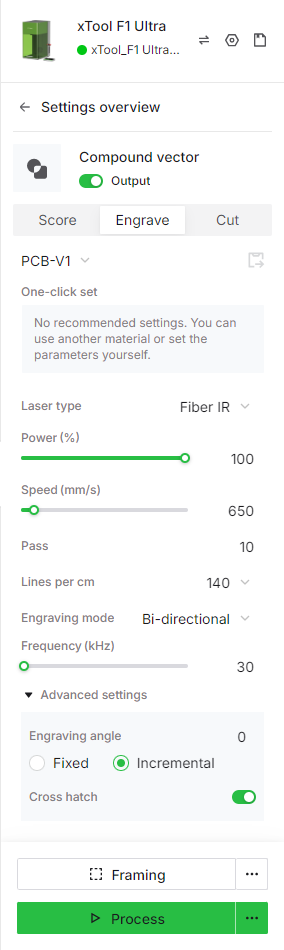 xTool F1 Ultra
xTool_F1 Ultra...
Settings overview
Compound vector
Output
Score Engrave Cut
PCB-V1
One-click set
No recommended settings. You can
use another material or set the
parameters yourself.
Laser type Fiber IR
Power (%)
100
Speed (mm/s)
650
Pass 10
Lines per cm 140
Engraving mode Bi-directional
Frequency (kHz)
30
Advanced settings
Engraving angle 0
Fixed Incremental
Cross hatch
Framing
Process